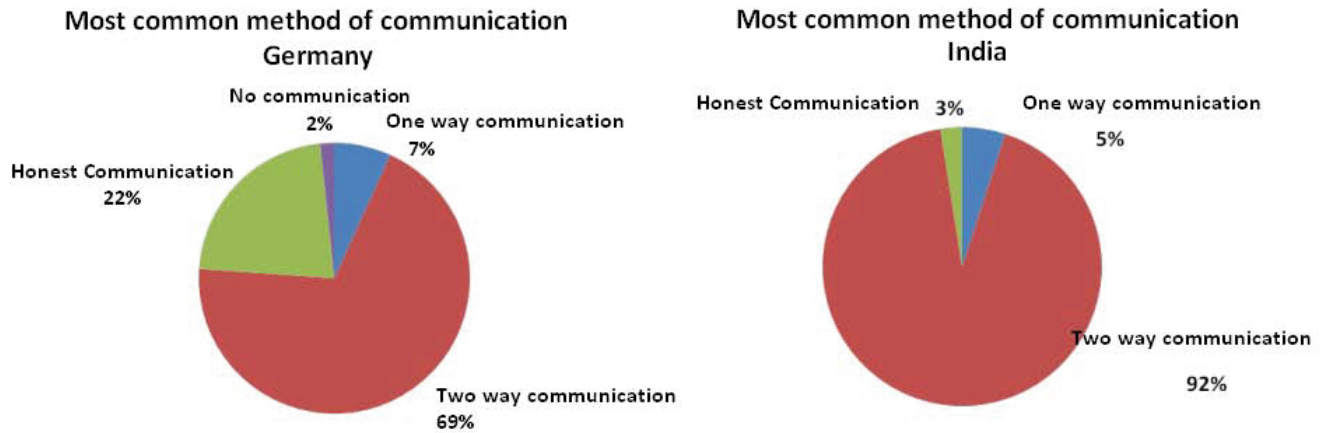 Most common method of communication
Germany
No communication
2%
One way communication
7%
Honest Communication
22%
Two way communication
69%
Most common method of communication
India
Honest Communication 3%
One way communication
5%
Two way communication
92%